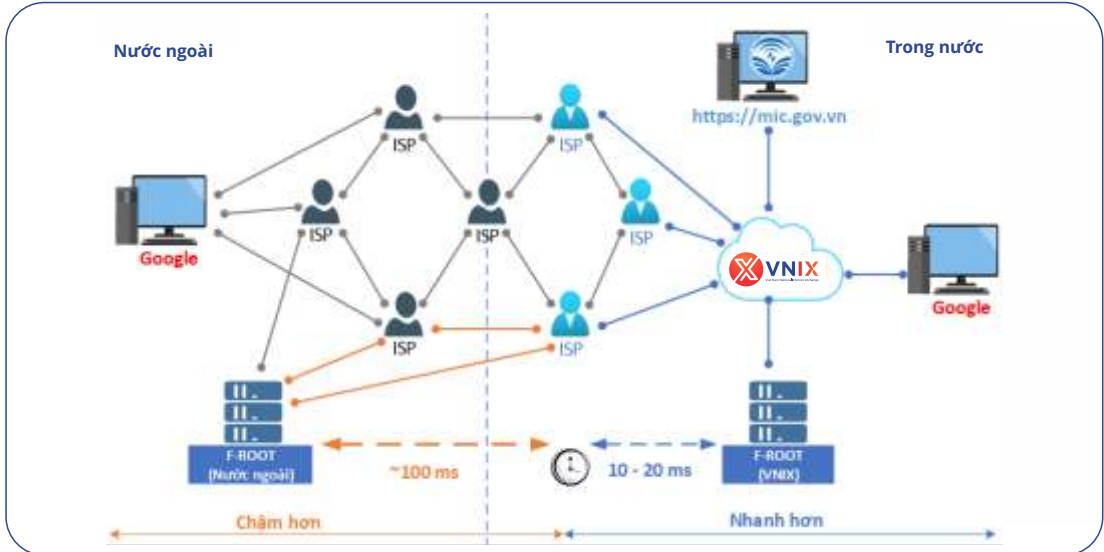 Nước ngoài
Trong nước
https://mic.gov.vn
ISP
ISP
ISP
ISP
ISP
Google
VNIX
Google
ISP
ISP
F-ROOT
(Nước ngoài)
~100 ms
10 - 20 ms
F-ROOT
(VNIX)
Chậm hơn
Nhanh hơn